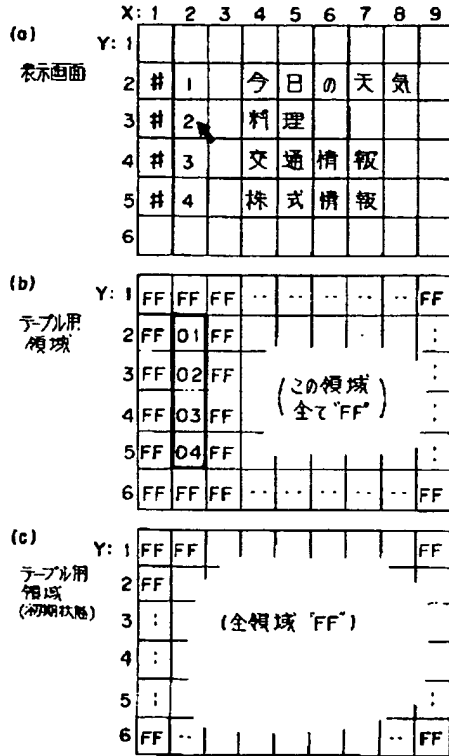 X: 1 2 3 4 5 6 7 8 9
(a)
Y: 1
表示画面
2 # 1 今日の天気
3 # 2 料理
4 # 3 交通情報
5 # 4 株式情報
6
(b)
Y: 1 FF FF FF ‥ ‥ ‥ ‥ ‥ FF
テーブル用
領域
2 FF 01 FF :
3 FF 02 FF
(この領域
全て"FF")
4 FF 03 FF
5 FF 04 FF :
6 FF FF FF ‥ ‥ ‥ ‥ ‥ FF
(c)
Y: 1 FF FF FF
テーブル用
領域
(初期状態)
2 FF
3 : (全領域"FF")
4 :
5 : :
6 FF ‥ ‥ FF